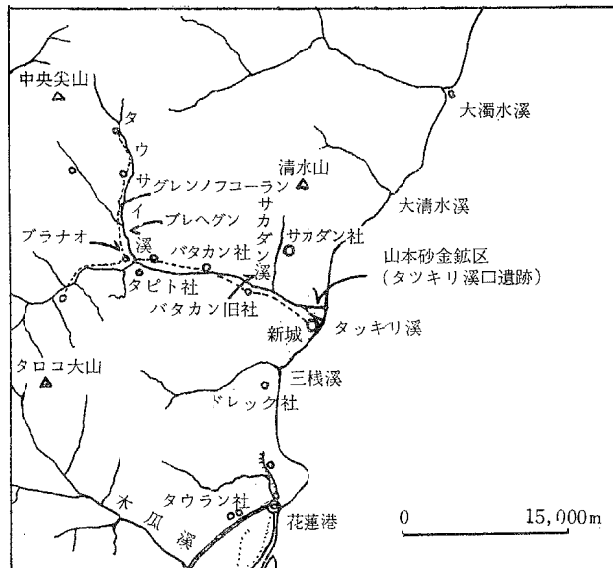 中央尖山
大濁水溪
タウサイ溪
清水山
グレンノフコーラン
サカダン溪
大清水溪
ブレヘグン
ブラナオ
バタカン社
サカダン社
山本砂金鉱区
(タツキリ溪口遺跡)
タピト社
バタカン旧社
新城
タッキリ溪
タロコ大山
三桟溪
ドレック社
タウラン社
木瓜溪
花蓮港
0 15,000m